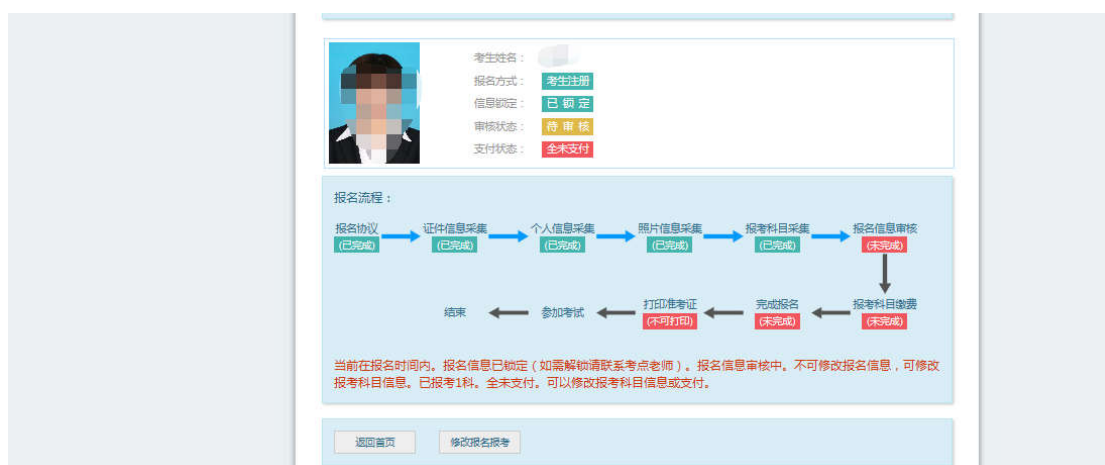 考生姓名：
报名方式： 考生注册
信息锁定： 已 锁 定
审核状态： 待 审 核
支付状态： 全未支付
报名流程：
报名协议 证件信息采集 个人信息采集 照片信息采集 报考科目采集 报名信息审核
(已完成) (已完成) (已完成) (已完成) (已完成) (未完成)
结束 参加考试 打印准考证 完成报名 报考科目缴费
(不可打印) (未完成) (未完成)
当前在报名时间内。报名信息已锁定（如需解锁请联系考点老师）。报名信息审核中。不可修改报名信息，可修改
报考科目信息。已报考1科。全未支付。可以修改报考科目信息或支付。
返回首页 修改报名报考